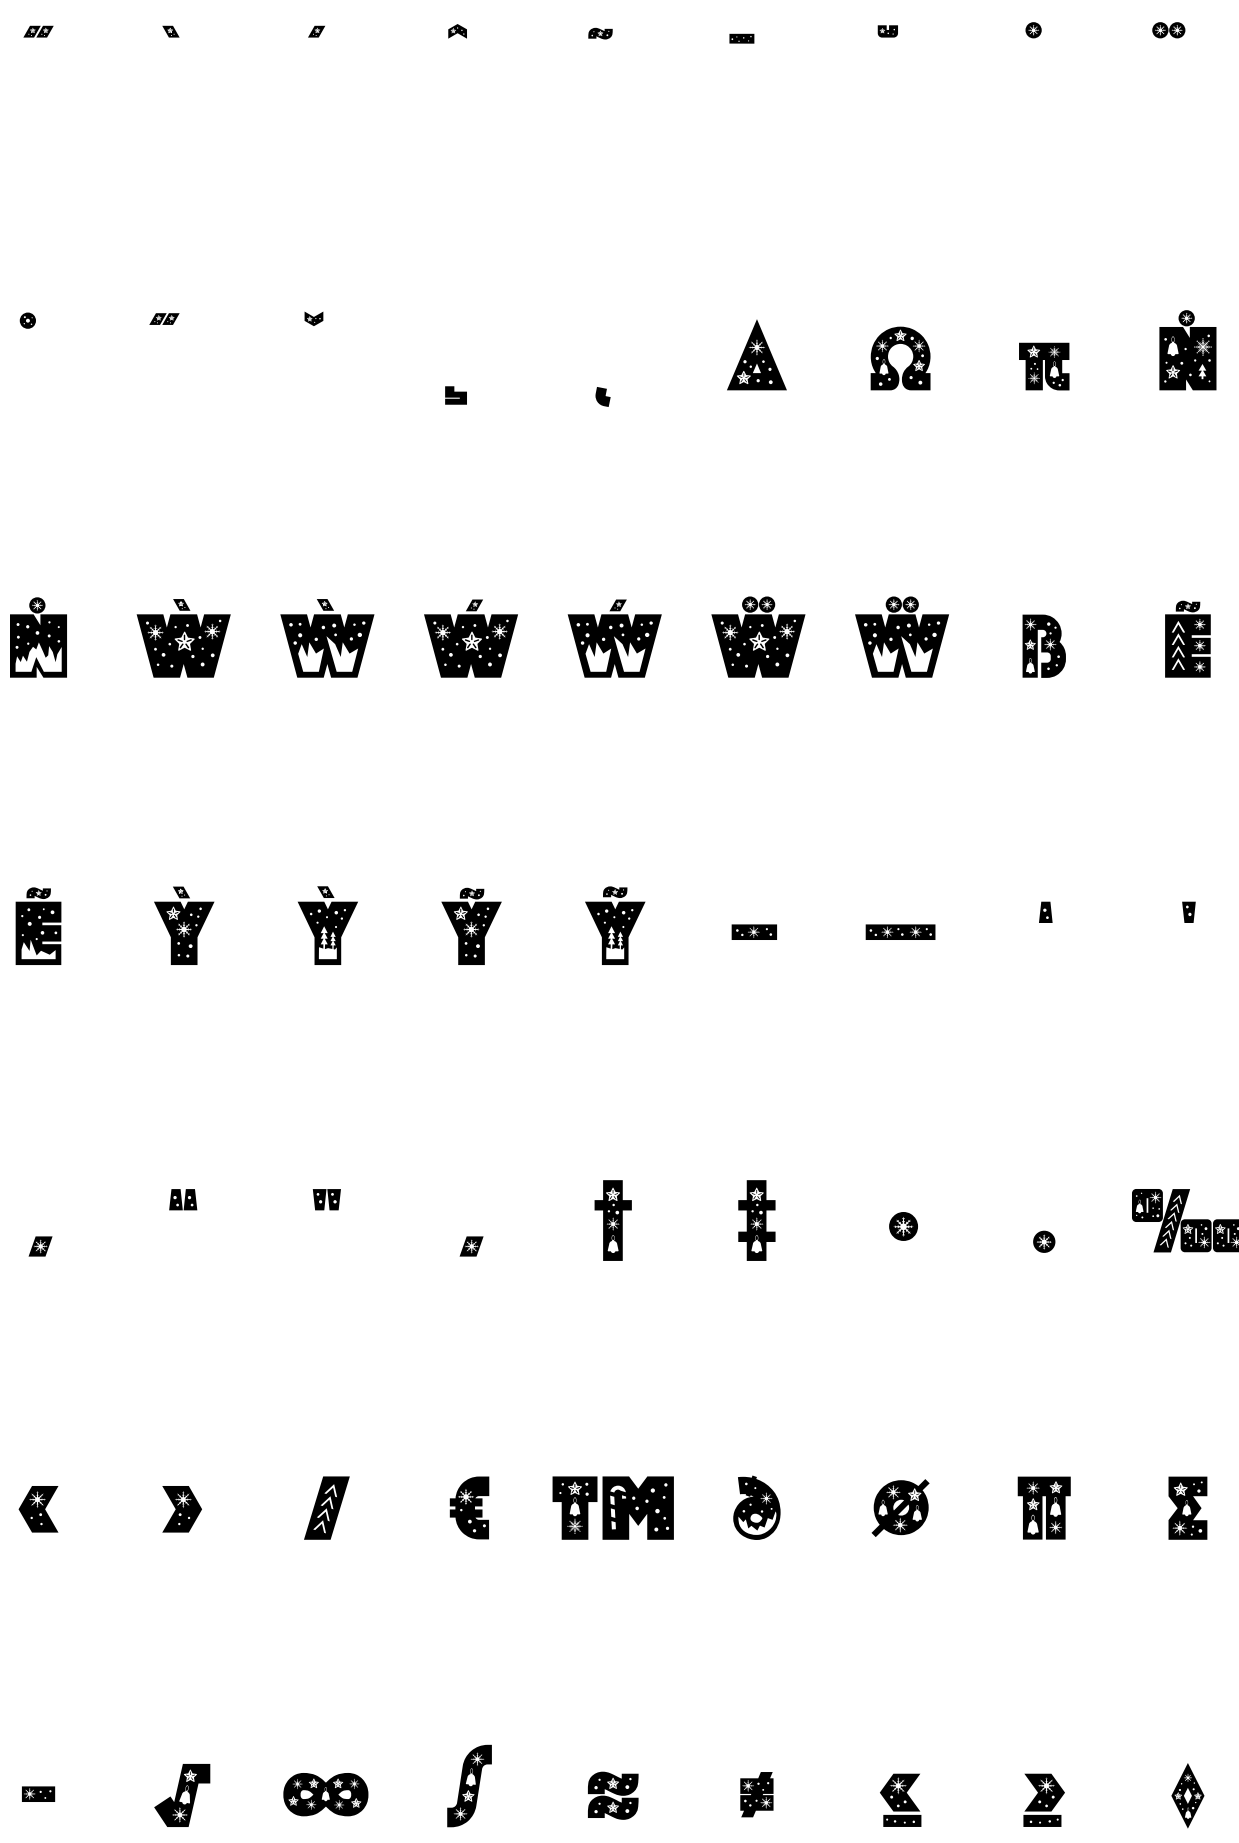 ˝ ` ´ ˆ ˜ ¯ ˘ ˙ ¨
˚ ˝ ˇ ¸ ˛ ∆ Ω π Ṅ
Ṅ Ẁ Ẁ Ẃ Ẃ Ẅ Ẅ ẞ Ẽ
Ẽ Ỳ Ỳ Ỹ Ỹ – — ‘ ’
‚ “ ” „ † ‡ • … ‰
‹ › ⁄ € ™ ∂ ∅ ∏ ∑
− √ ∞ ∫ ≈ ≠ ≤ ≥ ◊